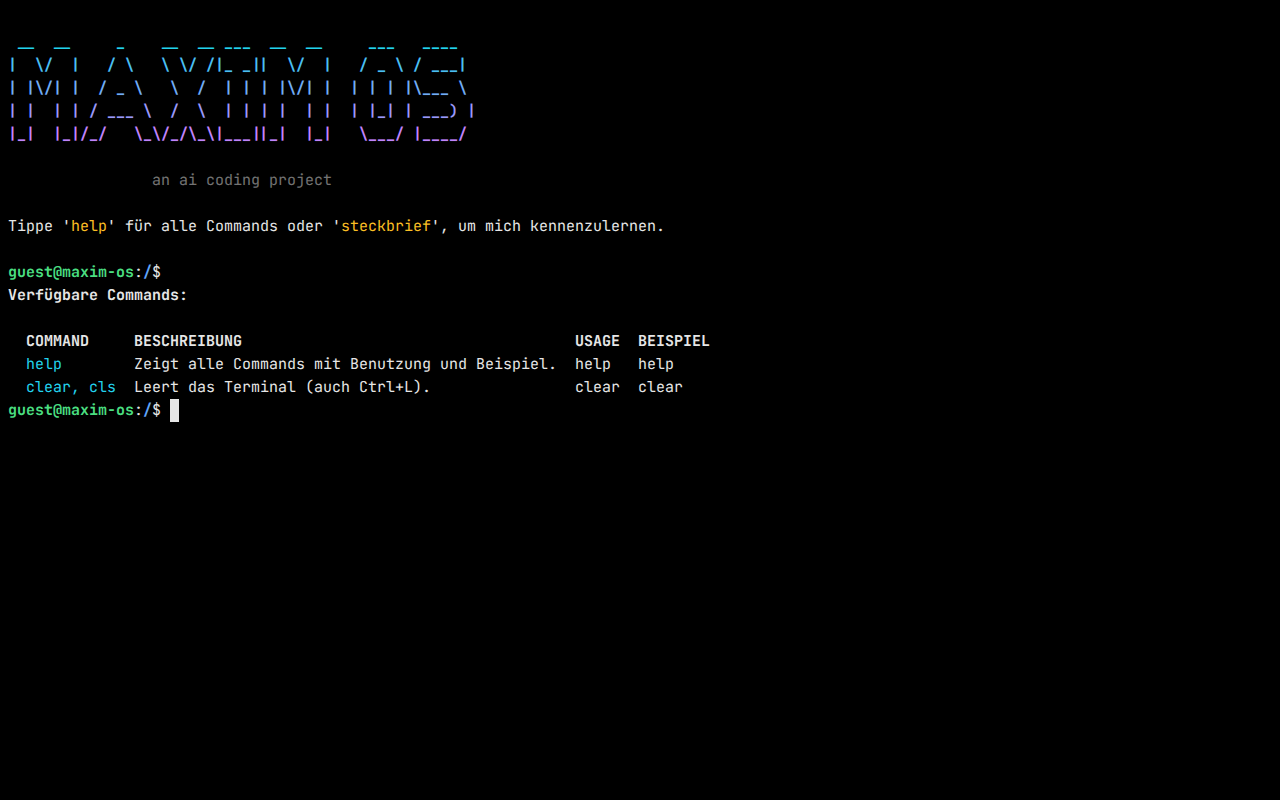 MAXIM OS
an ai coding project
Tippe 'help' für alle Commands oder 'steckbrief', um mich kennenzulernen.
guest@maxim-os:/$
Verfügbare Commands:
COMMAND BESCHREIBUNG USAGE BEISPIEL
help Zeigt alle Commands mit Benutzung und Beispiel. help help
clear, cls Leert das Terminal (auch Ctrl+L). clear clear
guest@maxim-os:/$